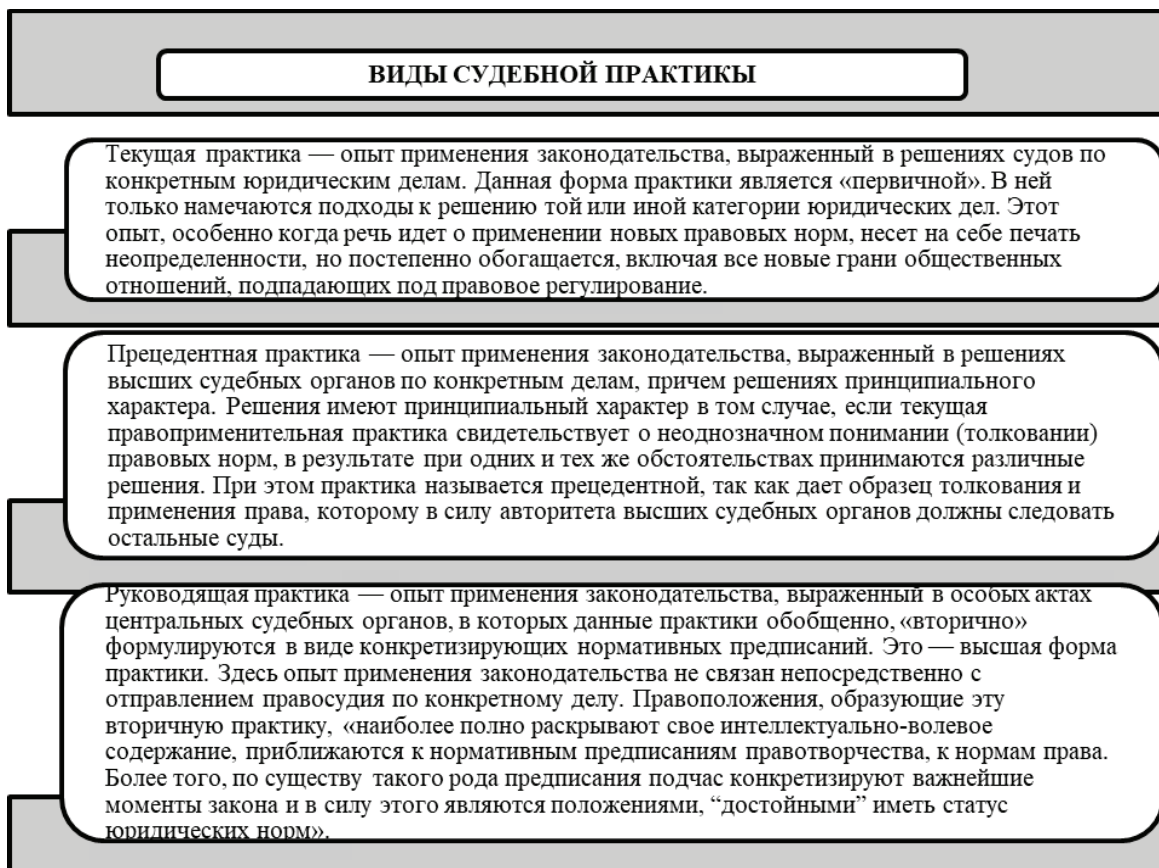 ВИДЫ СУДЕБНОЙ ПРАКТИКЫ
Текущая практика — опыт применения законодательства, выраженный в решениях судов по
конкретным юридическим делам. Данная форма практики является «первичной». В ней
только намечаются подходы к решению той или иной категории юридических дел. Этот
опыт, особенно когда речь идет о применении новых правовых норм, несет на себе печать
неопределенности, но постепенно обогащается, включая все новые грани общественных
отношений, подпадающих под правовое регулирование.
Прецедентная практика — опыт применения законодательства, выраженный в решениях
высших судебных органов по конкретным делам, причем решениях принципиального
характера. Решения имеют принципиальный характер в том случае, если текущая
правоприменительная практика свидетельствует о неоднозначном понимании (толковании)
правовых норм, в результате при одних и тех же обстоятельствах принимаются различные
решения. При этом практика называется прецедентной, так как дает образец толкования и
применения права, которому в силу авторитета высших судебных органов должны следовать
остальные суды.
Руководящая практика — опыт применения законодательства, выраженный в особых актах
центральных судебных органов, в которых данные практики обобщенно, «вторично»
формулируются в виде конкретизирующих нормативных предписаний. Это — высшая форма
практики. Здесь опыт применения законодательства не связан непосредственно с
отправлением правосудия по конкретному делу. Правоположения, образующие эту
вторичную практику, «наиболее полно раскрывают свое интеллектуально-волевое
содержание, приближаются к нормативным предписаниям правотворчества, к нормам права.
Более того, по существу такого рода предписания подчас конкретизируют важнейшие
моменты закона и в силу этого являются положениями, “достойными” иметь статус
юридических норм».